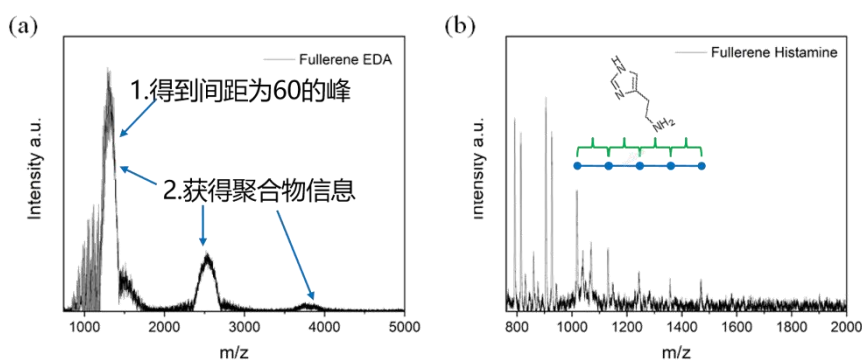 (a)
Intensity a.u.
Fullerene EDA
1.得到间距为60的峰
2.获得聚合物信息
1000 2000 3000 4000 5000
m/z
(b)
Intensity a.u.
Fullerene Histamine
H
N
N
NH2
800 1000 1200 1400 1600 1800 2000
m/z